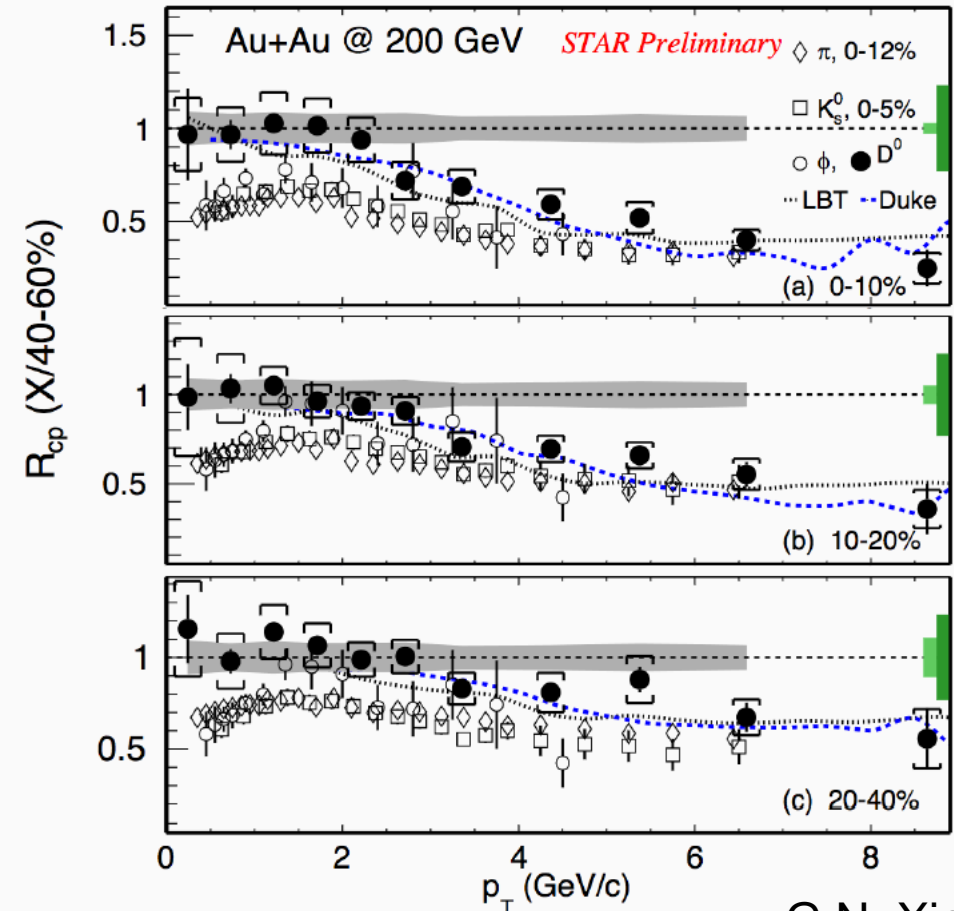 Au+Au @ 200 GeV STAR Preliminary
π, 0-12%
K⁰ₛ, 0-5%
ϕ, D⁰
LBT Duke
1.5
1
0.5
(a) 0-10%
R_cp (X/40-60%)
1
0.5
(b) 10-20%
1
0.5
(c) 20-40%
0 2 4 6 8
p_T (GeV/c)